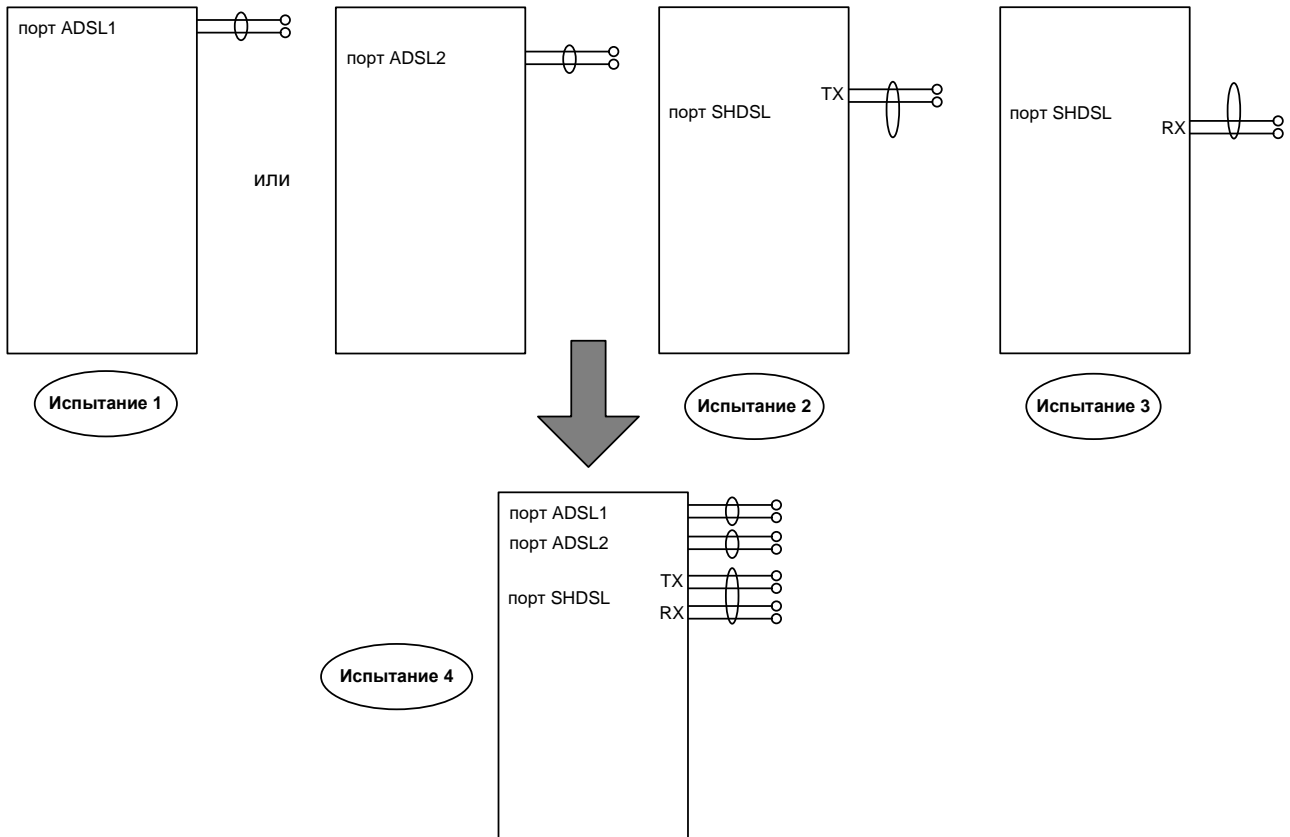 порт ADSL1
порт ADSL2
TX
порт SHDSL
порт SHDSL
RX
или
Испытание 1
Испытание 2
Испытание 3
порт ADSL1
порт ADSL2
TX
порт SHDSL
RX
Испытание 4